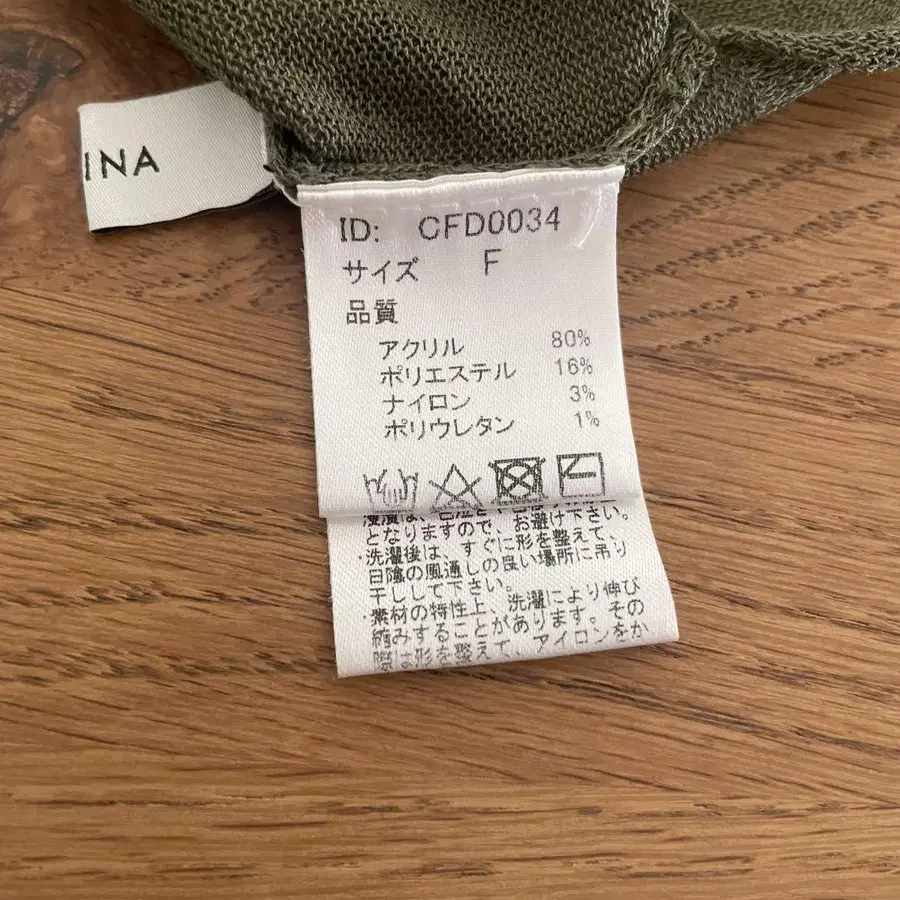 INA
ID: CFD0034
サイズ F
品質
アクリル 80%
ポリエステル 16%
ナイロン 3%
ポリウレタン 1%
となりますので、お避け下さい。
・洗濯後は、すぐに形を整えて、
日陰の風通しの良い場所に吊り
干しして下さい。
・素材の特性上、洗濯により伸び
縮みすることがあります。その
際は形を整えて、アイロンをか